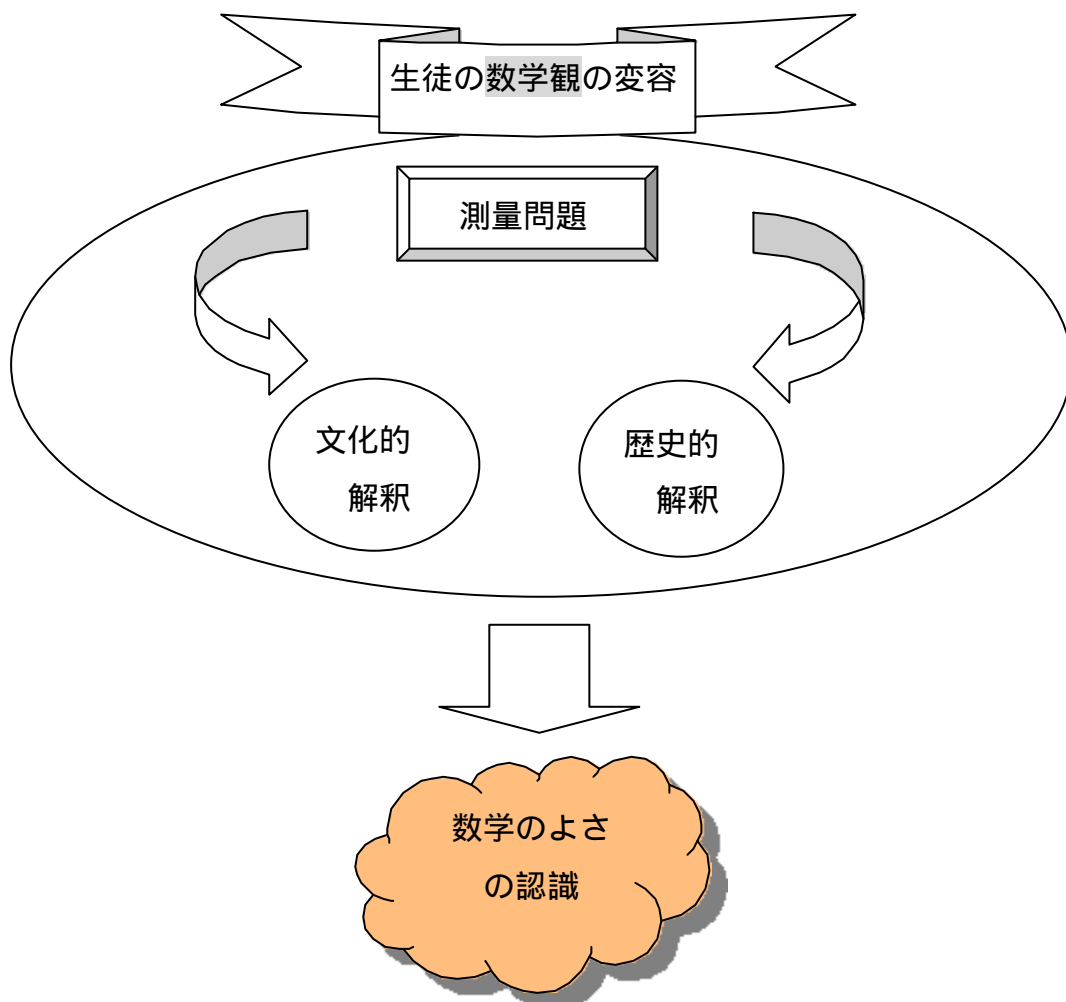 生徒の数学観の変容
測量問題
文化的
解釈
歴史的
解釈
数学のよさ
の認識